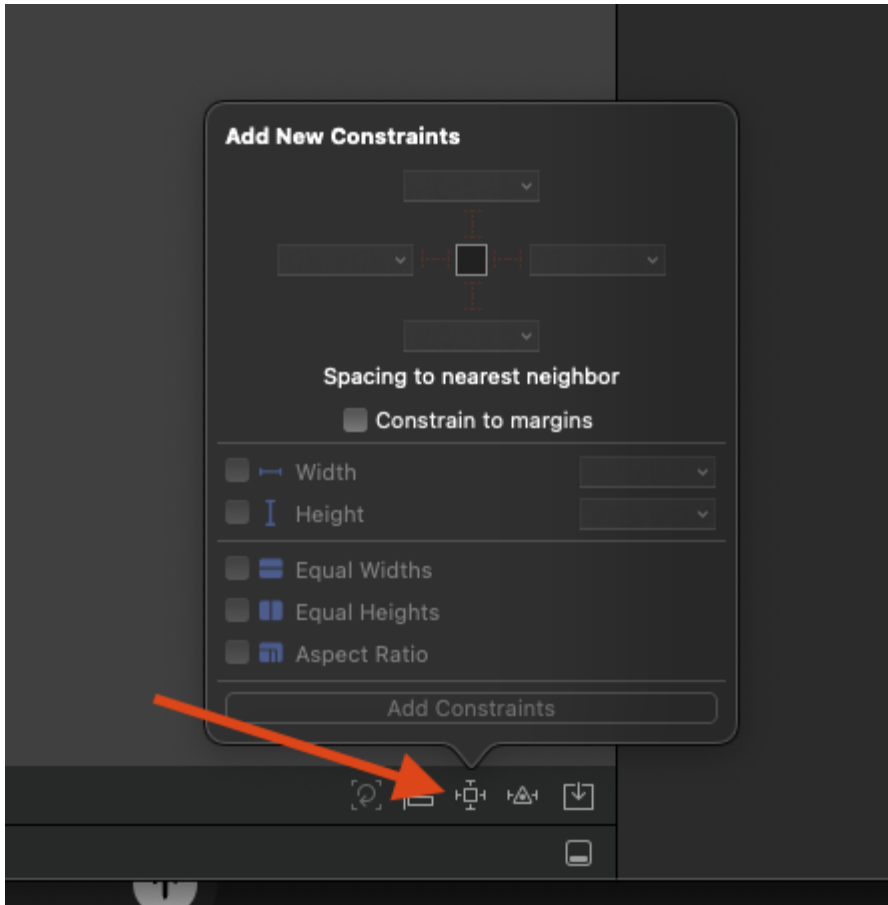 Add New Constraints
Spacing to nearest neighbor
Constrain to margins
Width
Height
Equal Widths
Equal Heights
Aspect Ratio
Add Constraints